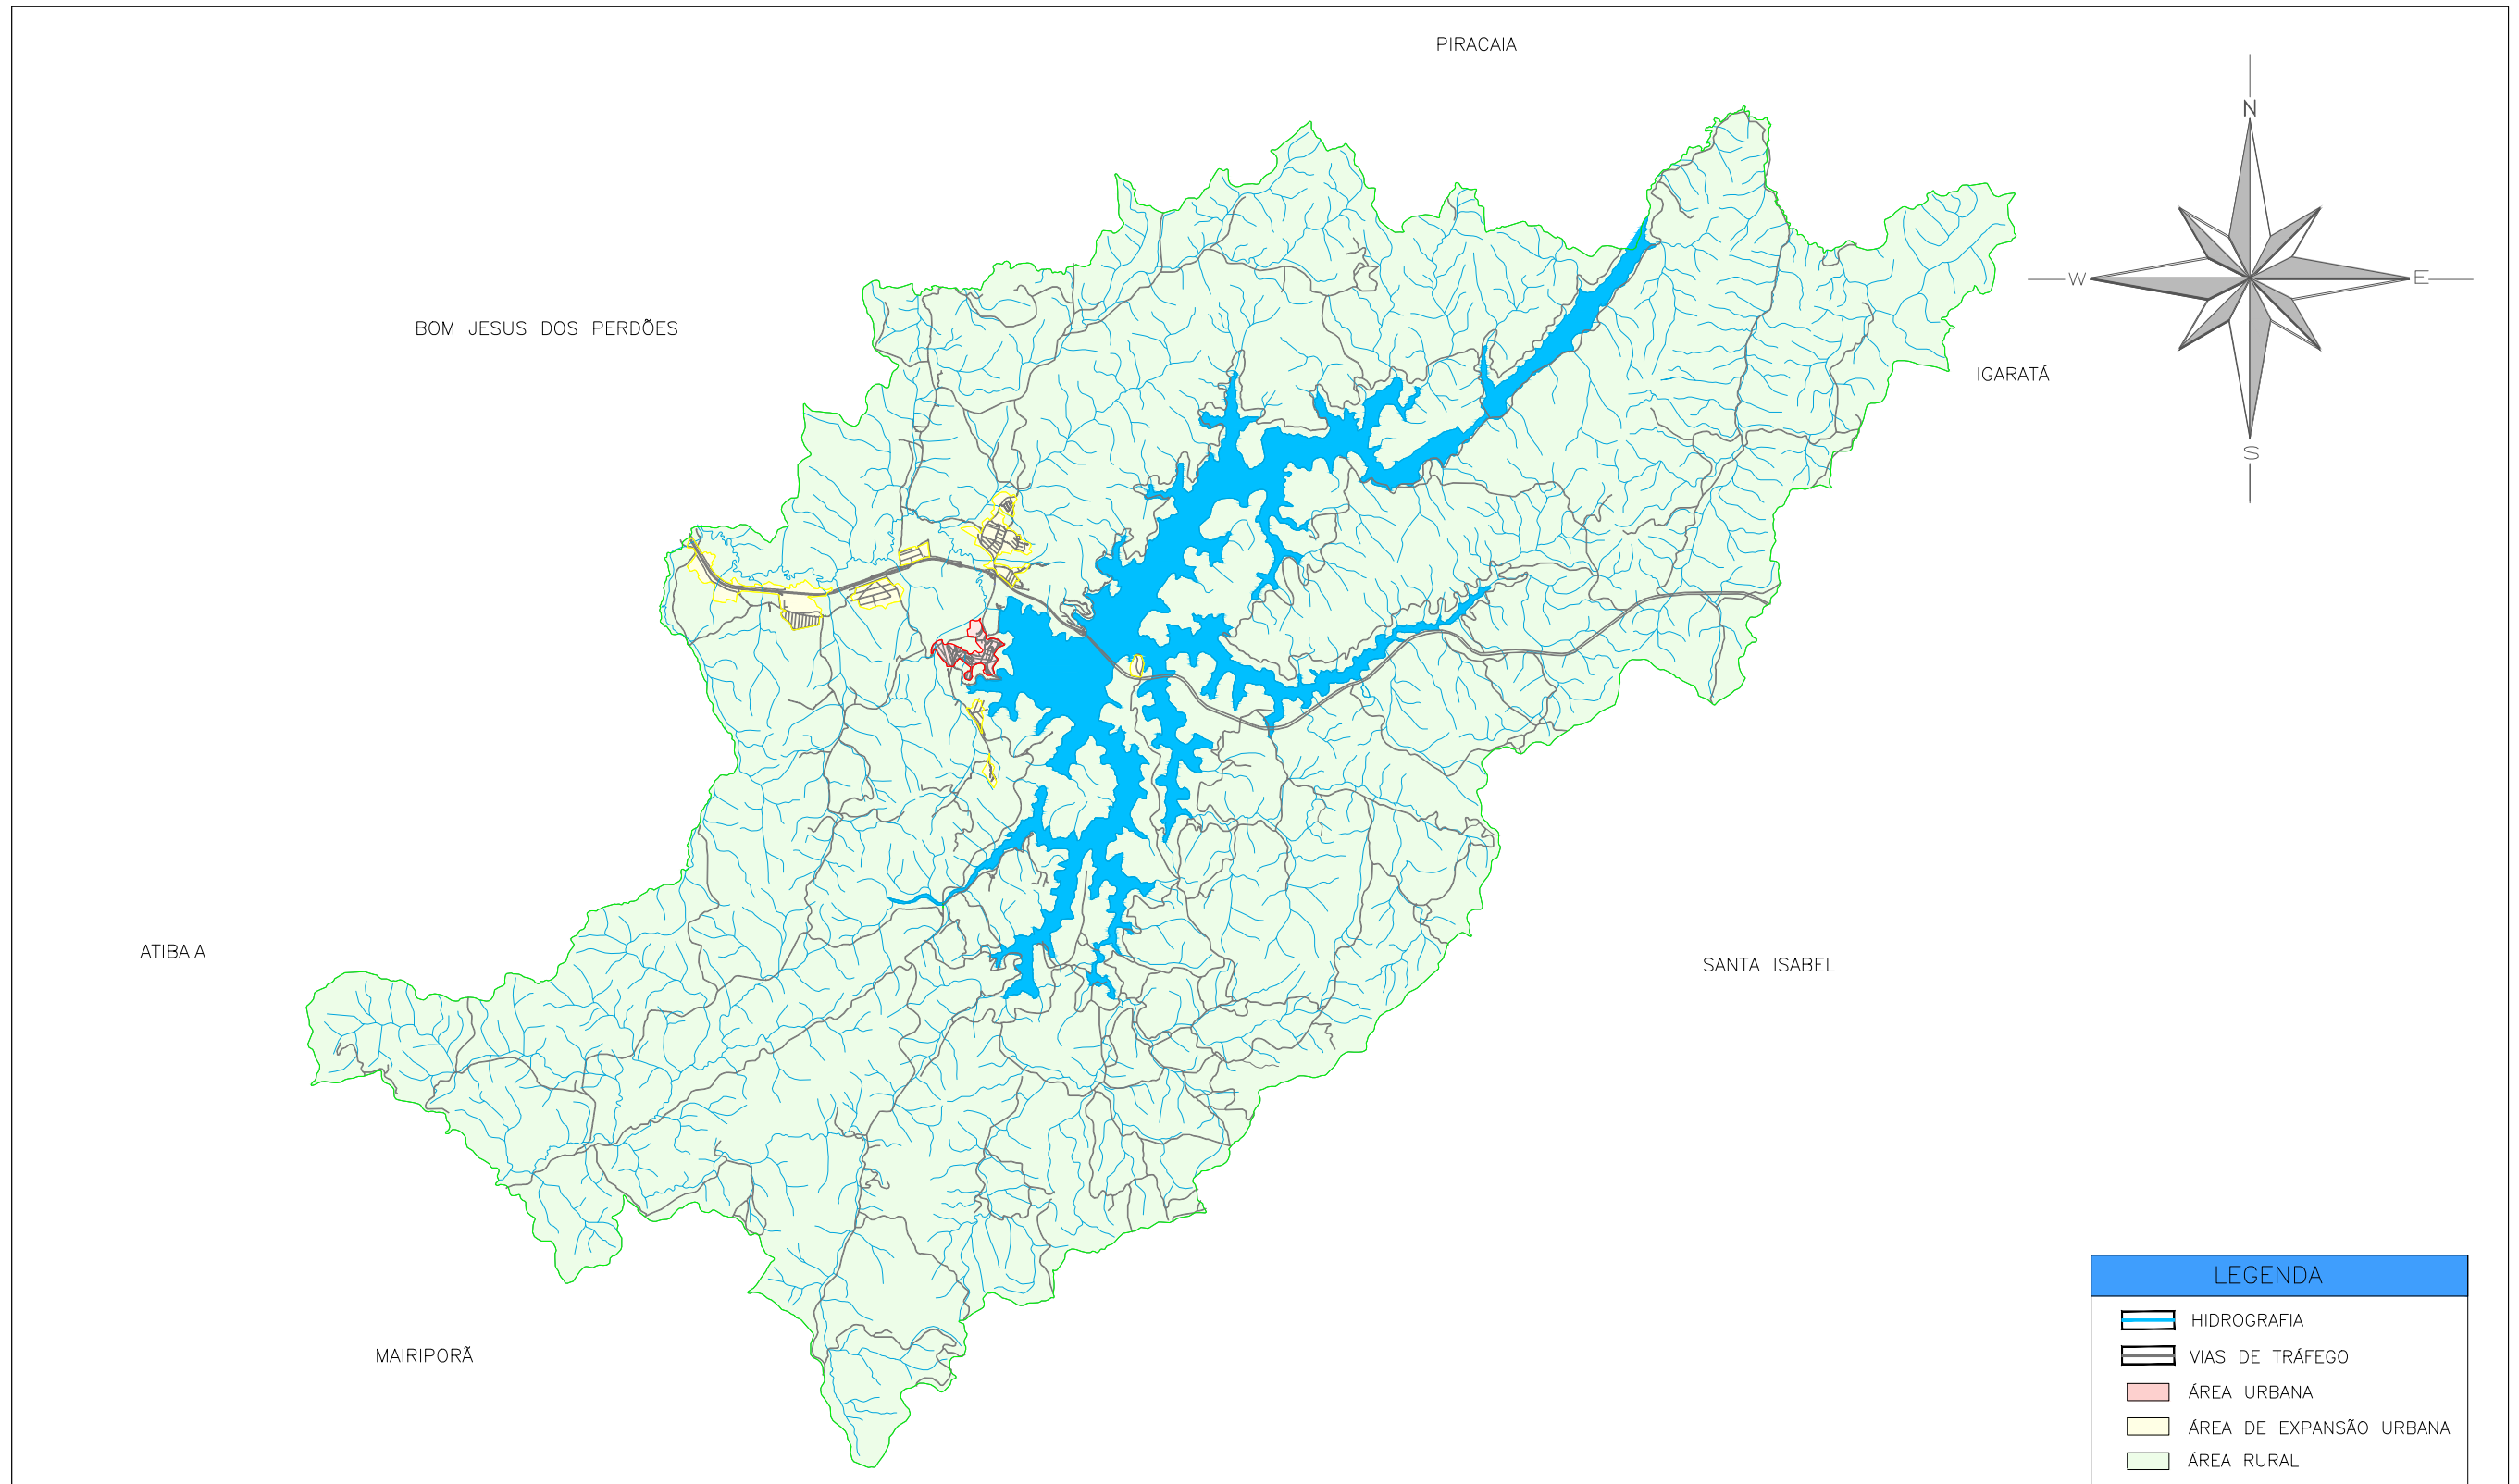 PIRACAIA
N
BOM JESUS DOS PERDÕES
W
E
IGARATÁ
S
ATIBAIA
SANTA ISABEL
MAIRIPORÃ
LEGENDA
HIDROGRAFIA
VIAS DE TRÁFEGO
ÁREA URBANA
ÁREA DE EXPANSÃO URBANA
ÁREA RURAL